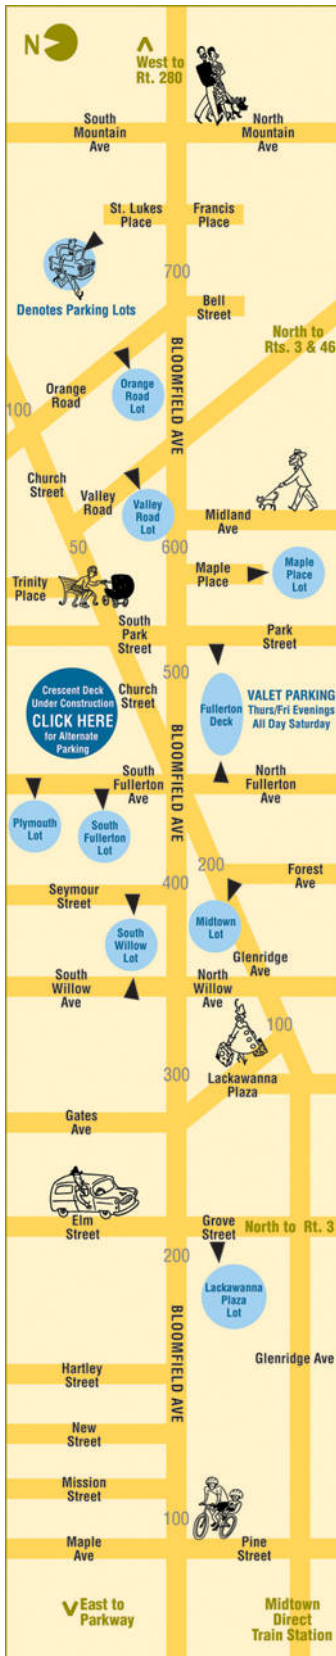 N
West to
Rt. 280
South
Mountain
Ave
North
Mountain
Ave
St. Lukes
Place
Francis
Place
700
Denotes Parking Lots
Bell
Street
North to
Rts. 3 & 46
BLOOMFIELD AVE
Orange
Road
Orange
Road
Lot
100
Church
Street
Valley
Road
Valley
Road
Lot
Midland
Ave
50
600
Maple
Place
Maple
Place
Lot
Trinity
Place
South
Park
Street
Park
Street
500
Crescent Deck
Under Construction
CLICK HERE
for Alternate
Parking
Church
Street
Fullerton
Deck
VALET PARKING
Thurs/Fri Evenings
All Day Saturday
BLOOMFIELD AVE
South
Fullerton
Ave
North
Fullerton
Ave
Plymouth
Lot
South
Fullerton
Lot
200
Forest
Ave
400
Seymour
Street
Midtown
Lot
South
Willow
Lot
Glenridge
Ave
South
Willow
Ave
North
Willow
Ave
100
300
Lackawanna
Plaza
Gates
Ave
Elm
Street
Grove
Street
North to Rt. 3
200
Lackawanna
Plaza
Lot
BLOOMFIELD AVE
Glenridge Ave
Hartley
Street
New
Street
Mission
Street
100
Maple
Ave
Pine
Street
East to
Parkway
Midtown
Direct
Train Station